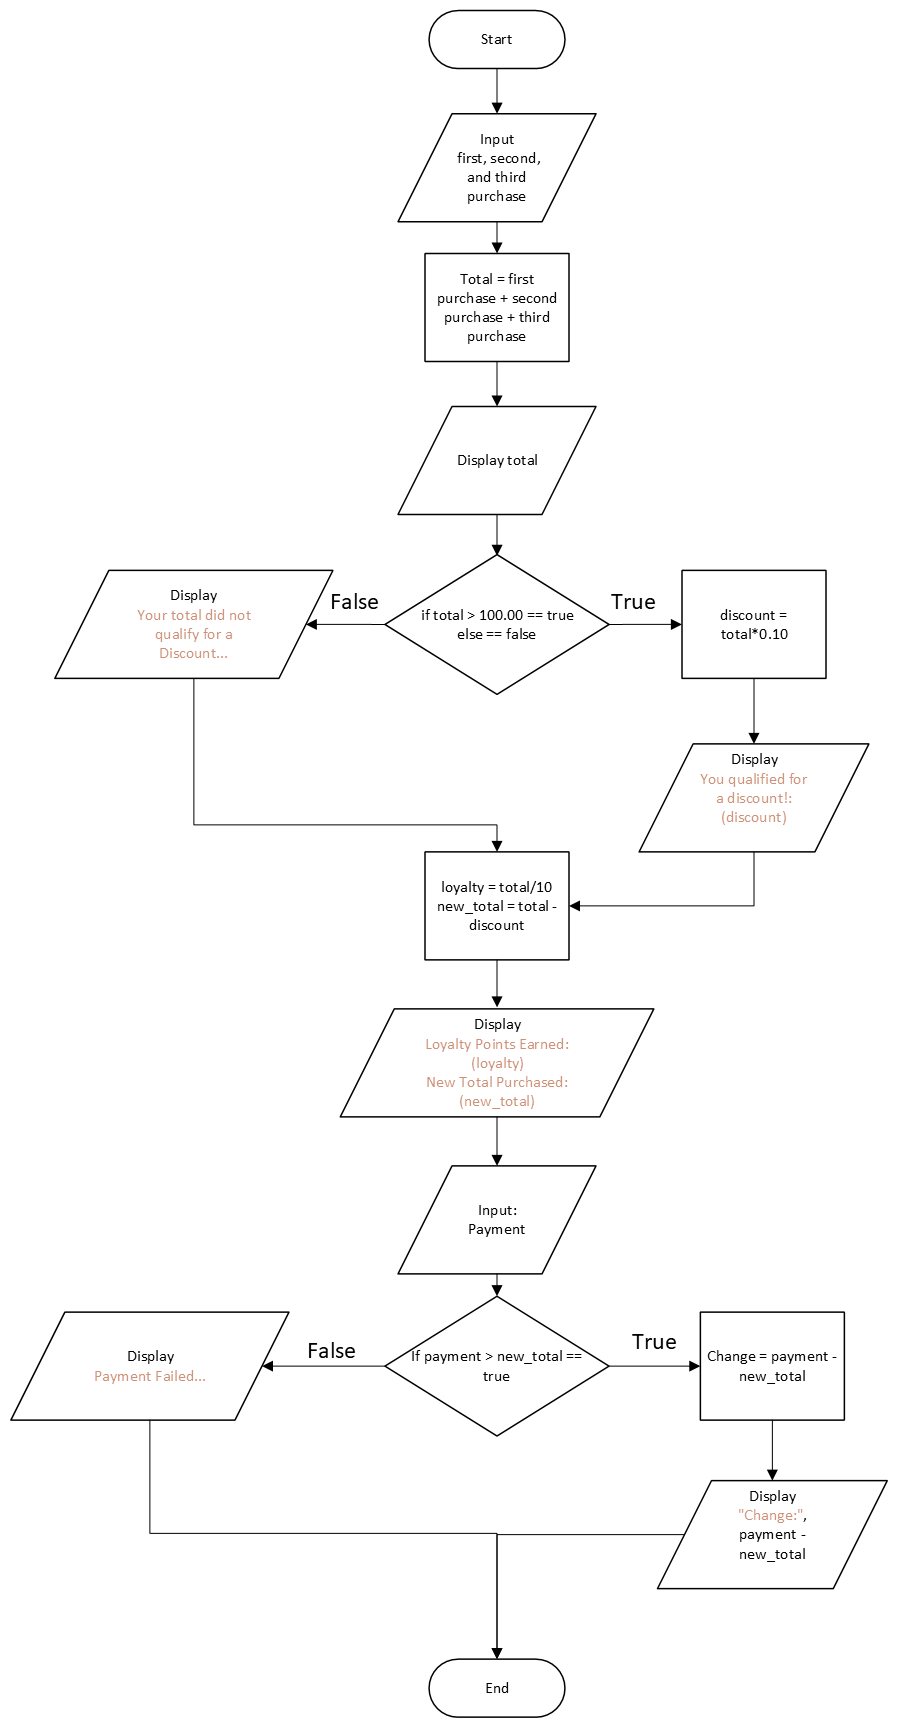 Start
Input
first, second,
and third
purchase
Total = first
purchase + second
purchase + third
purchase
Display total
if total > 100.00 == true
else == false
False
True
Display
Your total did not
qualify for a
Discount...
discount =
total*0.10
Display
You qualified for
a discount!:
(discount)
loyalty = total/10
new_total = total -
discount
Display
Loyalty Points Earned:
(loyalty)
New Total Purchased:
(new_total)
Input:
Payment
If payment > new_total ==
true
False
True
Display
Payment Failed...
Change = payment -
new_total
Display
"Change:",
payment -
new_total
End